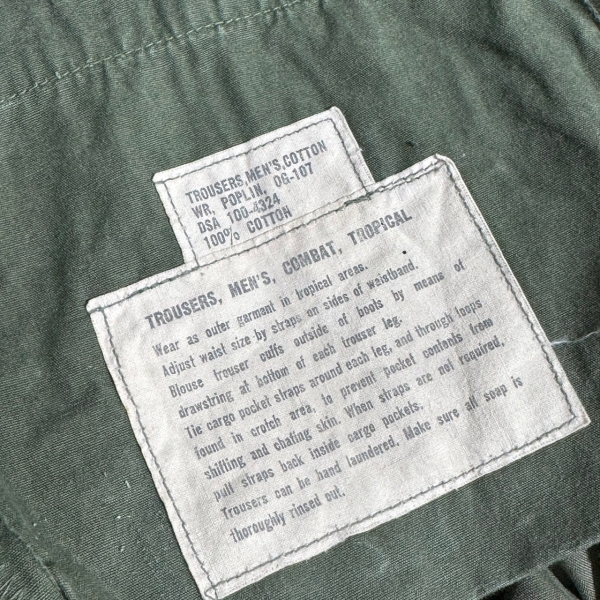 TROUSERS,MEN'S,COTTON
WR, POPLIN, OG-107
DSA 100-4324
100% COTTON
TROUSERS, MEN'S, COMBAT, TROPICAL
Wear as outer garment in tropical areas.
Adjust waist size by straps on sides of waistband.
Blouse trouser cuffs outside of boots by means of
drawstring at bottom of each trouser leg.
Tie cargo pocket straps around each leg, and through loops
found in crotch area, to prevent pocket contents from
shifting and chafing skin. When straps are not required,
pull straps back inside cargo pockets.
Trousers can be hand laundered. Make sure all soap is
thoroughly rinsed out.